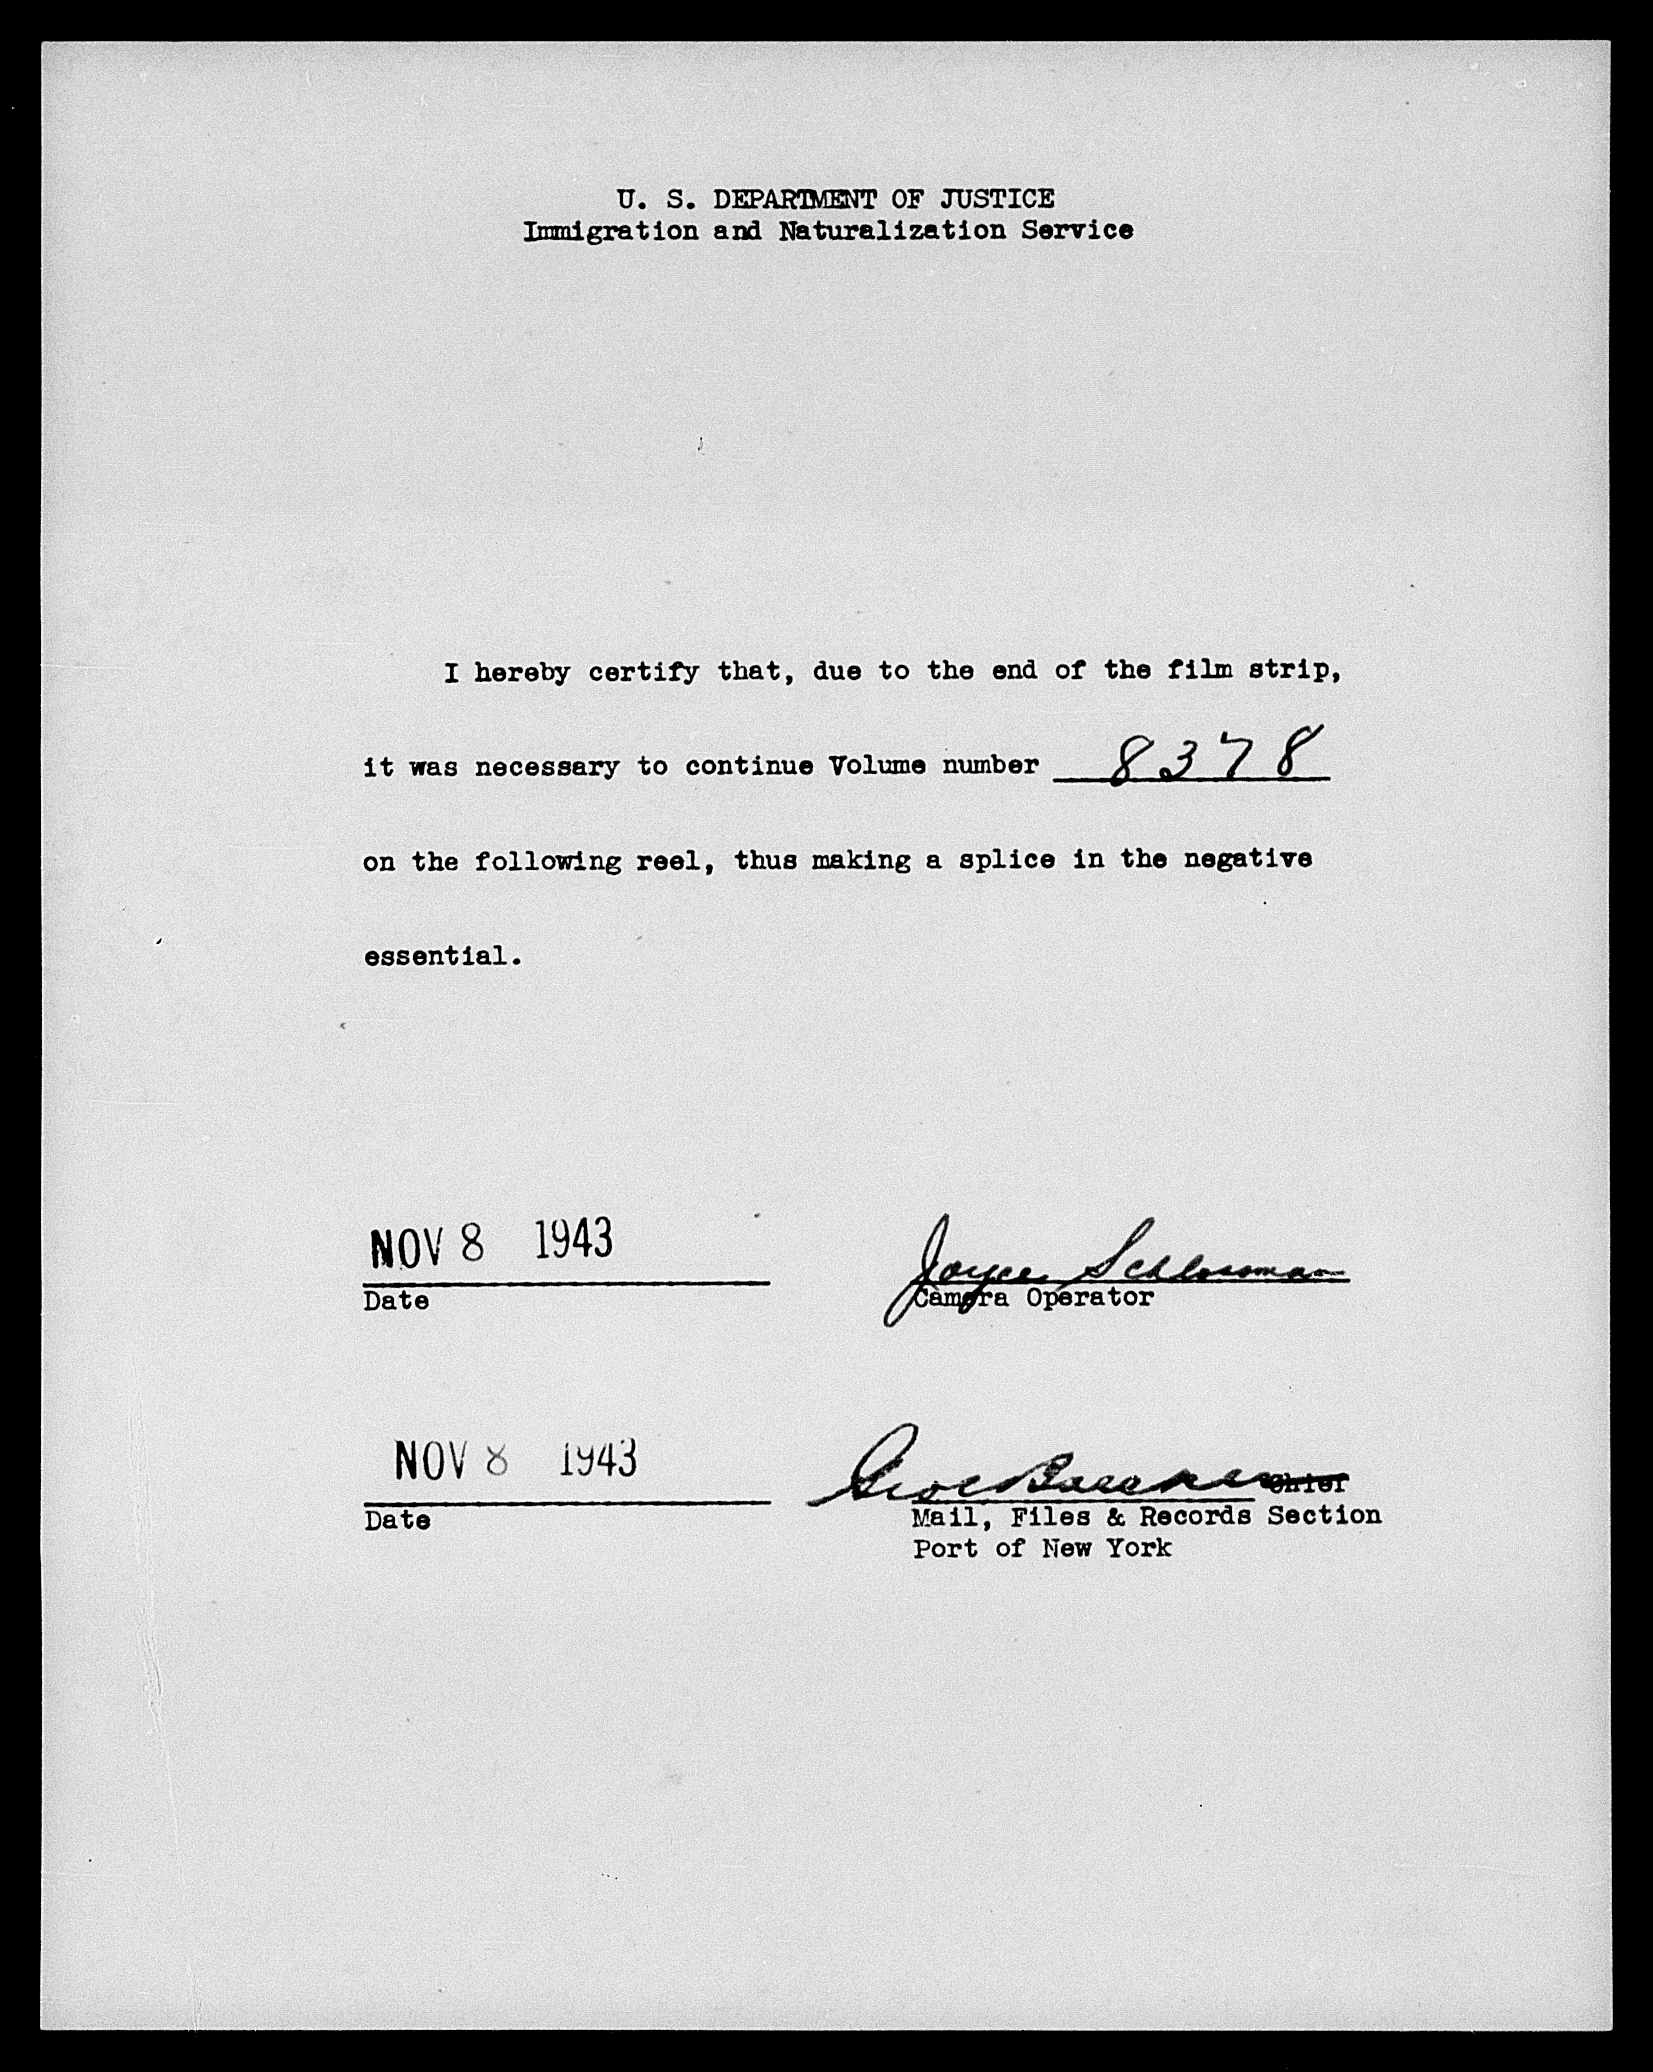 U. S. DEPARTMENT OF JUSTICE
Immigration and Naturalization Service
I hereby certify that, due to the end of the film strip,
it was necessary to continue Volume number 8378
on the following reel, thus making a splice in the negative
essential.
NOV 8 1943
Joyce Schlossman
Date
Camera Operator
NOV 8 1943
Chief
Date
Mail, Files & Records Section
Port of New York